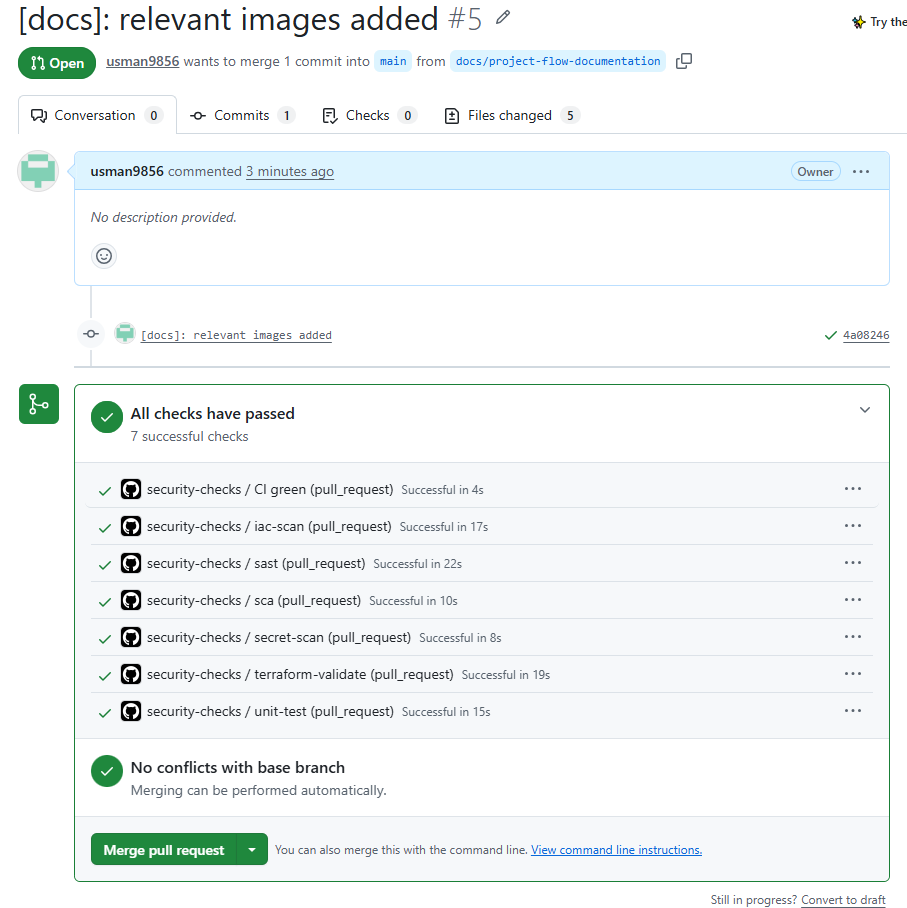 [docs]: relevant images added #5
Try the
Open usman9856 wants to merge 1 commit into main from docs/project-flow-documentation
Conversation 0 Commits 1 Checks 0 Files changed 5
usman9856 commented 3 minutes ago Owner
No description provided.
[docs]: relevant images added 4a08246
All checks have passed
7 successful checks
security-checks / CI green (pull_request) Successful in 4s
security-checks / iac-scan (pull_request) Successful in 17s
security-checks / sast (pull_request) Successful in 22s
security-checks / sca (pull_request) Successful in 10s
security-checks / secret-scan (pull_request) Successful in 8s
security-checks / terraform-validate (pull_request) Successful in 19s
security-checks / unit-test (pull_request) Successful in 15s
No conflicts with base branch
Merging can be performed automatically.
Merge pull request You can also merge this with the command line. View command line instructions.
Still in progress? Convert to draft